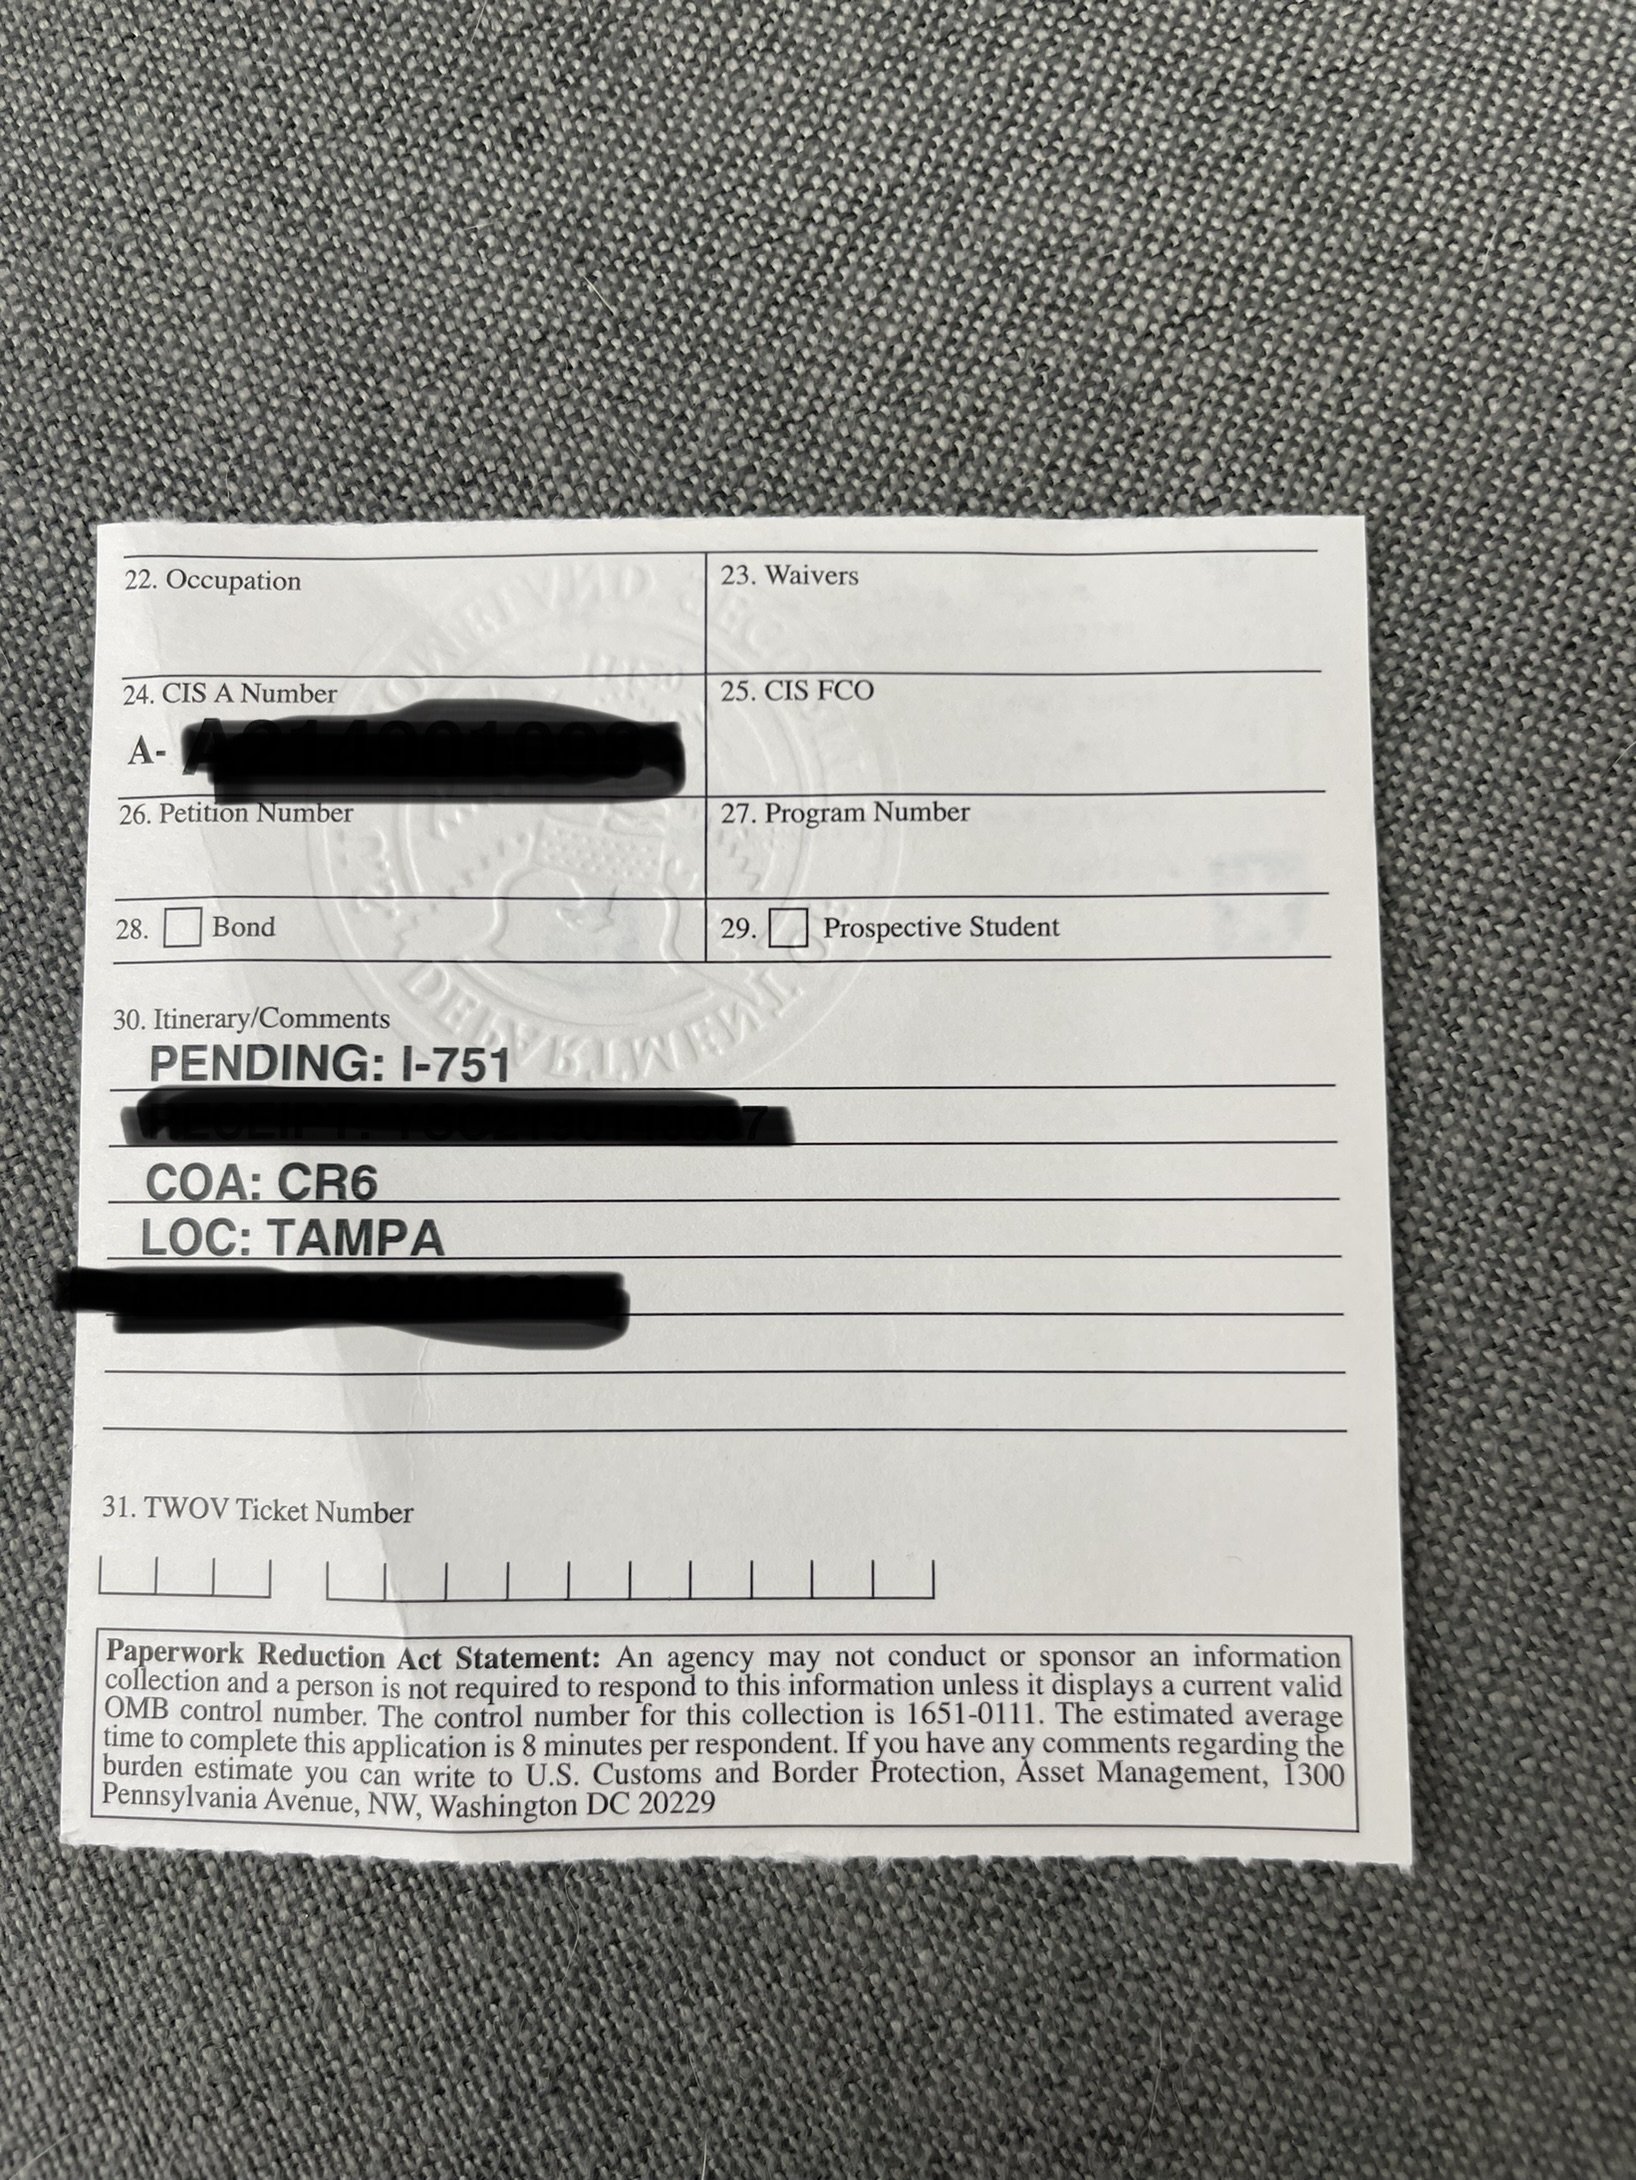 22. Occupation
23. Waivers
24. CIS A Number
A-
25. CIS FCO
26. Petition Number
27. Program Number
28. Bond
29. Prospective Student
30. Itinerary/Comments
PENDING: I-751
COA: CR6
LOC: TAMPA
31. TWOV Ticket Number
Paperwork Reduction Act Statement: An agency may not conduct or sponsor an information
collection and a person is not required to respond to this information unless it displays a current valid
OMB control number. The control number for this collection is 1651-0111. The estimated average
time to complete this application is 8 minutes per respondent. If you have any comments regarding the
burden estimate you can write to U.S. Customs and Border Protection, Asset Management, 1300
Pennsylvania Avenue, NW, Washington DC 20229